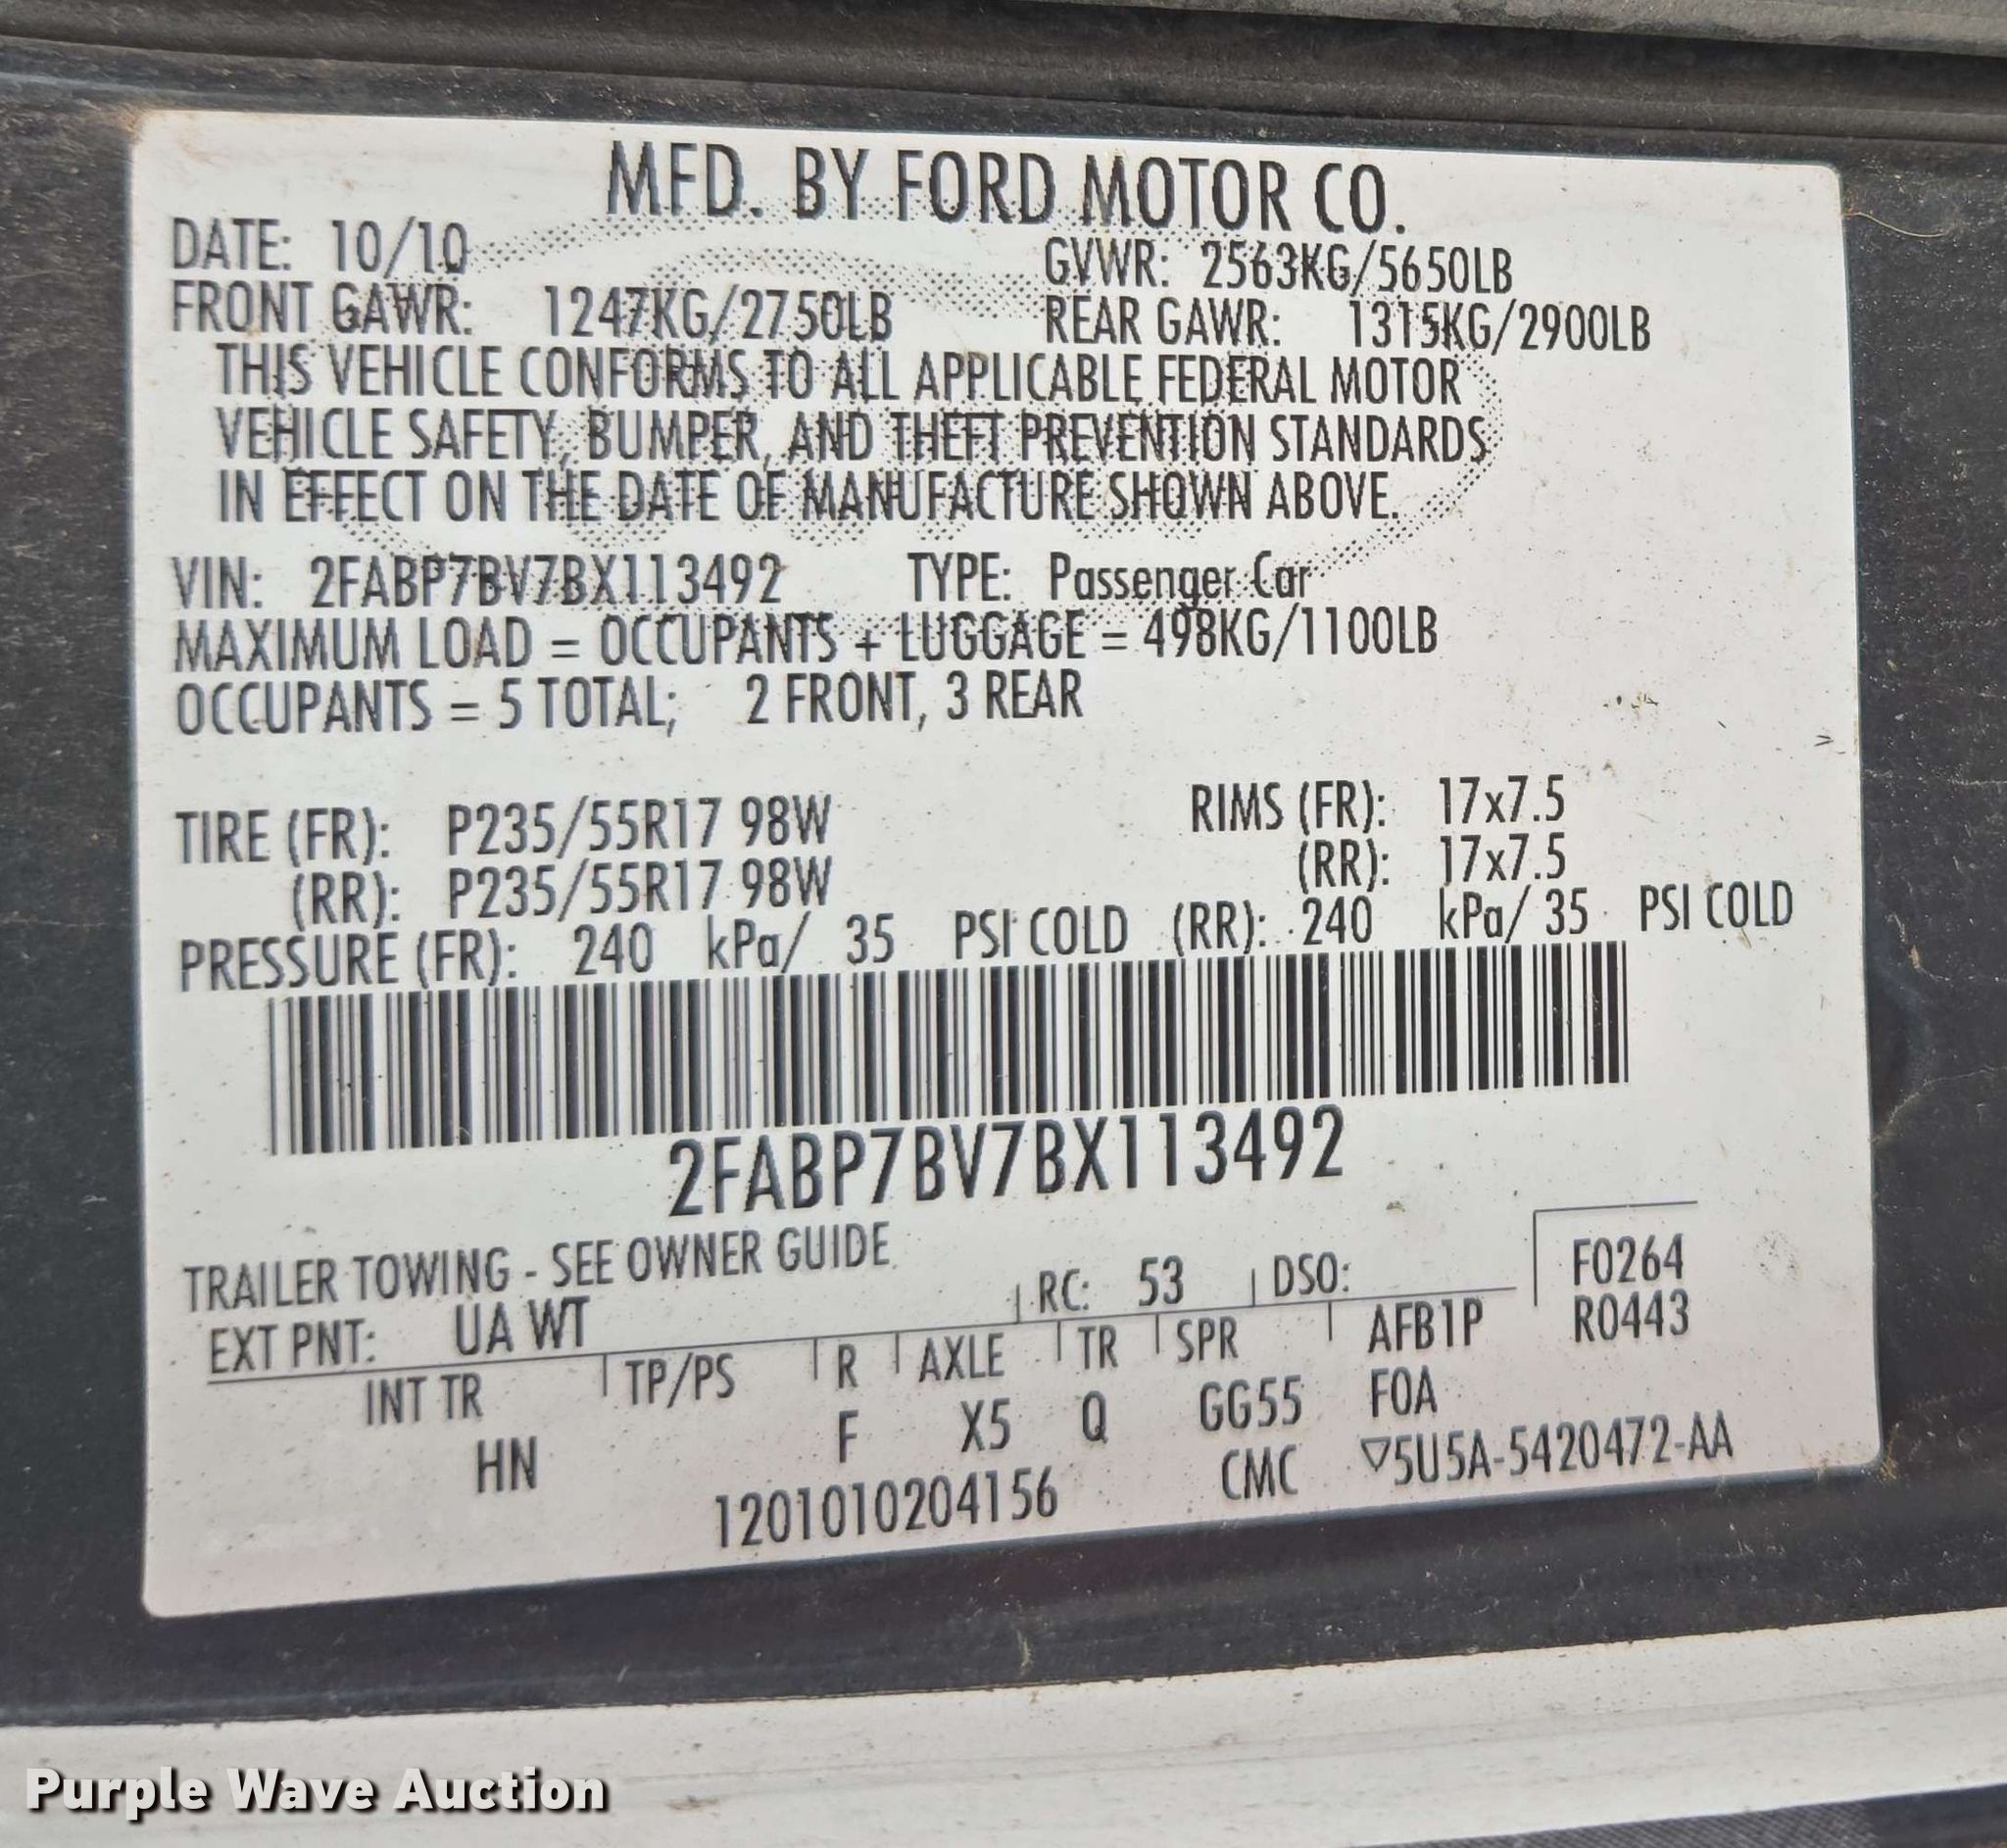 MFD. BY FORD MOTOR CO.
DATE: 10/10 GVWR: 2563KG/5650LB
FRONT GAWR: 1247KG/2750LB REAR GAWR: 1315KG/2900LB
THIS VEHICLE CONFORMS TO ALL APPLICABLE FEDERAL MOTOR
VEHICLE SAFETY, BUMPER, AND THEFT PREVENTION STANDARDS
IN EFFECT ON THE DATE OF MANUFACTURE SHOWN ABOVE.
VIN: 2FABP7BV7BX113492 TYPE: Passenger Car
MAXIMUM LOAD = OCCUPANTS + LUGGAGE = 498KG/1100LB
OCCUPANTS = 5 TOTAL; 2 FRONT, 3 REAR
TIRE (FR): P235/55R17 98W RIMS (FR): 17x7.5
(RR): P235/55R17 98W (RR): 17x7.5
PRESSURE (FR): 240 kPa/ 35 PSI COLD (RR): 240 kPa/ 35 PSI COLD
2FABP7BV7BX113492
TRAILER TOWING - SEE OWNER GUIDE
EXT PNT: UA WT RC: 53 DSO: F0264
INT TR TP/PS R AXLE TR SPR AFB1P R0443
HN F X5 Q GG55 FOA
1201010204156 CMC ▽5U5A-5420472-AA
Purple Wave Auction